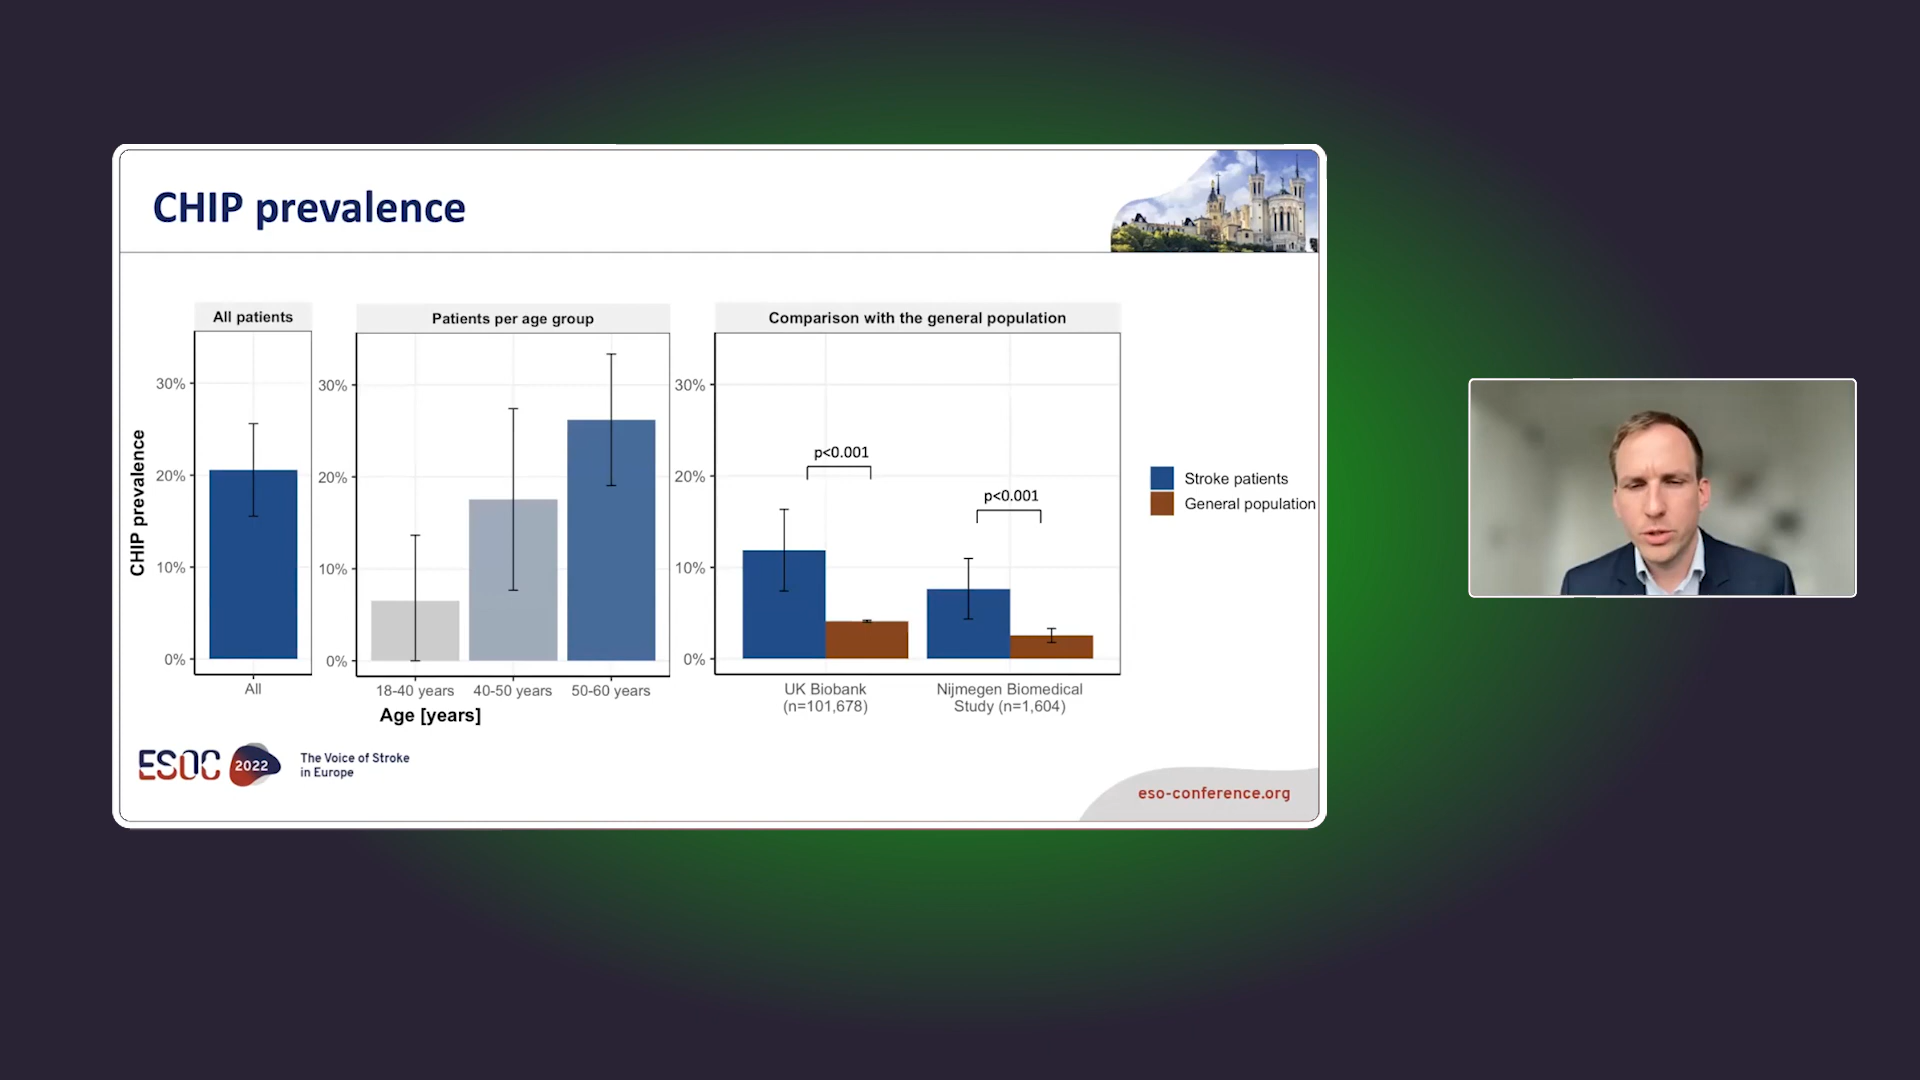 CHIP prevalence
All patients
Patients per age group
Comparison with the general population
CHIP prevalence
30%
20%
10%
0%
All
30%
20%
10%
0%
18-40 years
40-50 years
50-60 years
Age [years]
30%
20%
10%
0%
p<0.001
p<0.001
UK Biobank
(n=101,678)
Nijmegen Biomedical
Study (n=1,604)
Stroke patients
General population
ESOC 2022
The Voice of Stroke
in Europe
eso-conference.org